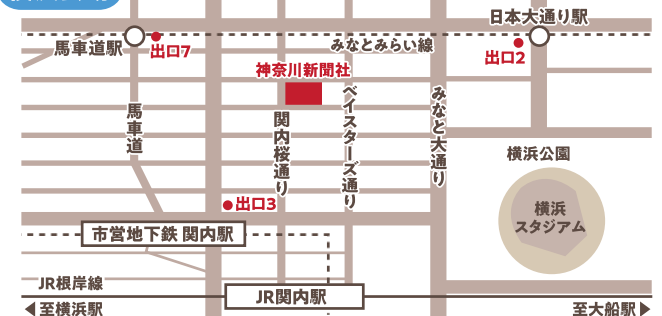 日本大通り駅
馬車道駅
出口7
みなとみらい線
出口2
神奈川新聞社
馬車道
関内桜通り
ベイスターズ通り
みなと大通り
横浜公園
出口3
横浜
スタジアム
市営地下鉄 関内駅
JR根岸線
JR関内駅
◀至横浜駅
至大船駅▶